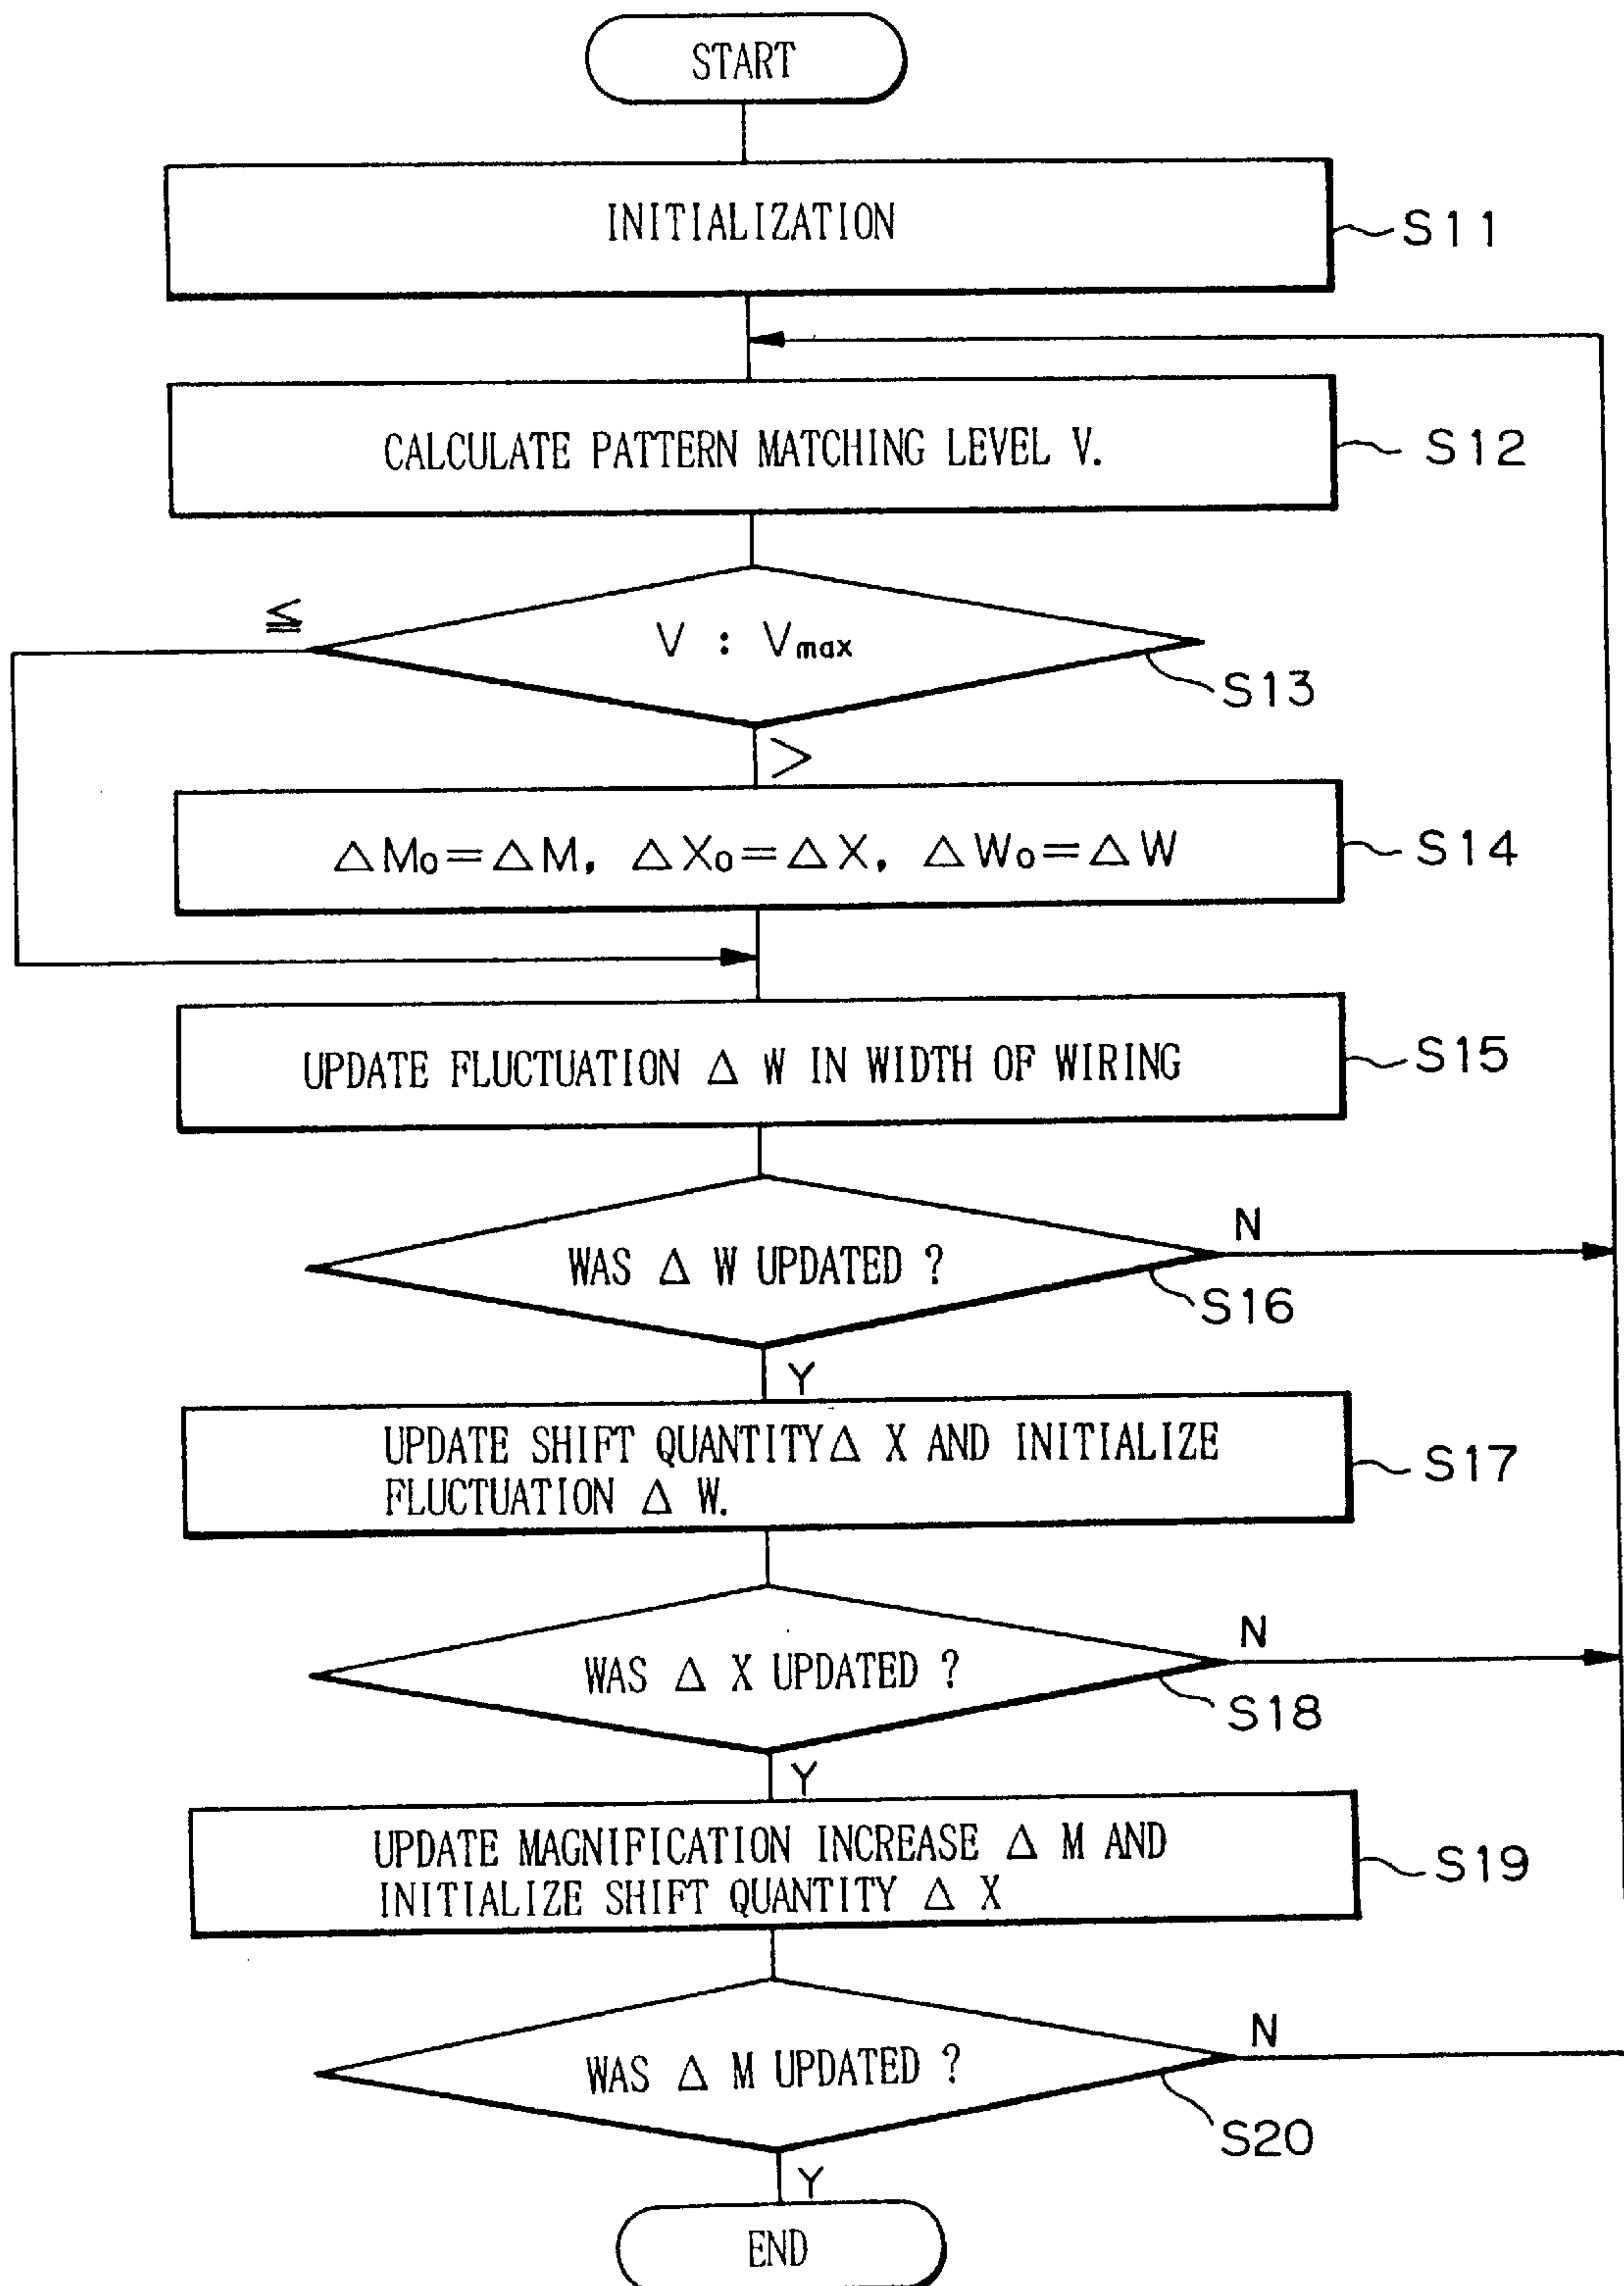 START
INITIALIZATION
S11
CALCULATE PATTERN MATCHING LEVEL V.
S12
≦
V : Vmax
S13
>
△M₀=△M, △X₀=△X, △W₀=△W
S14
UPDATE FLUCTUATION △ W IN WIDTH OF WIRING
S15
WAS △ W UPDATED ?
N
S16
Y
UPDATE SHIFT QUANTITY△ X AND INITIALIZE
FLUCTUATION △ W.
S17
WAS △ X UPDATED ?
N
S18
Y
UPDATE MAGNIFICATION INCREASE △ M AND
INITIALIZE SHIFT QUANTITY △ X
S19
WAS △ M UPDATED ?
N
S20
Y
END